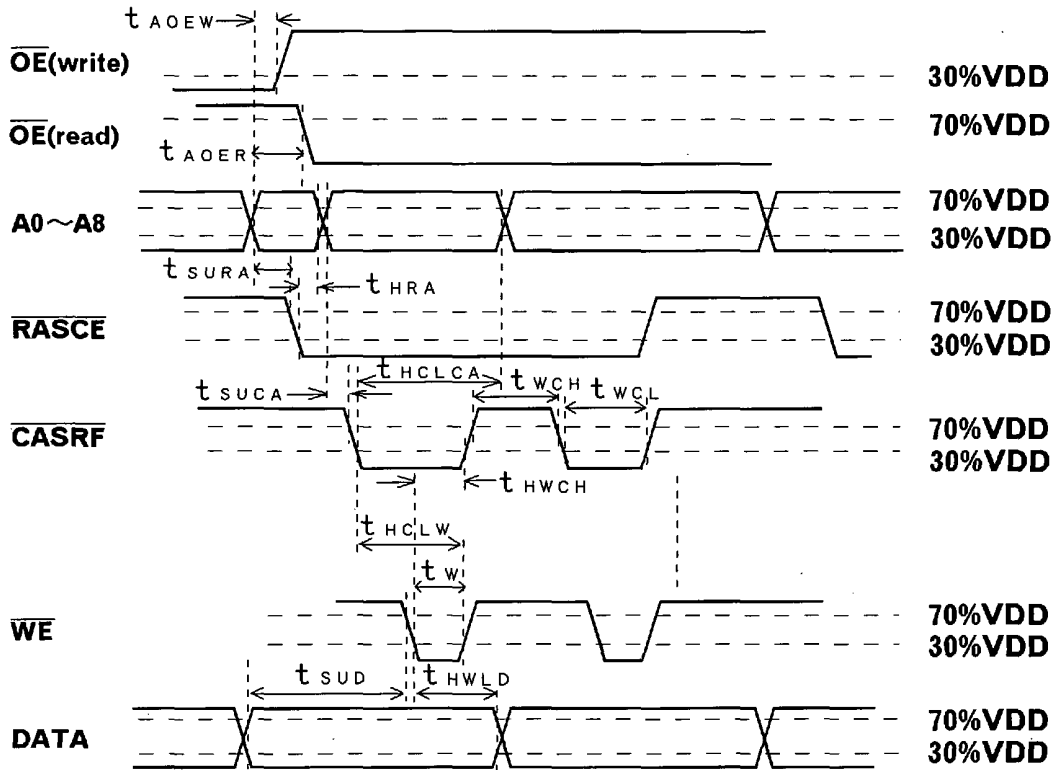 t AOEW
OE(write) 30%VDD
OE(read) 70%VDD
t AOER
A0～A8 70%VDD
30%VDD
t SURA
t HRA
RASCE 70%VDD
30%VDD
t HCLCA
t SUCA t WCH t WCL
CASRF 70%VDD
30%VDD
t HWCH
t HCLW
t W
WE 70%VDD
30%VDD
t SUD t HWLD
DATA 70%VDD
30%VDD